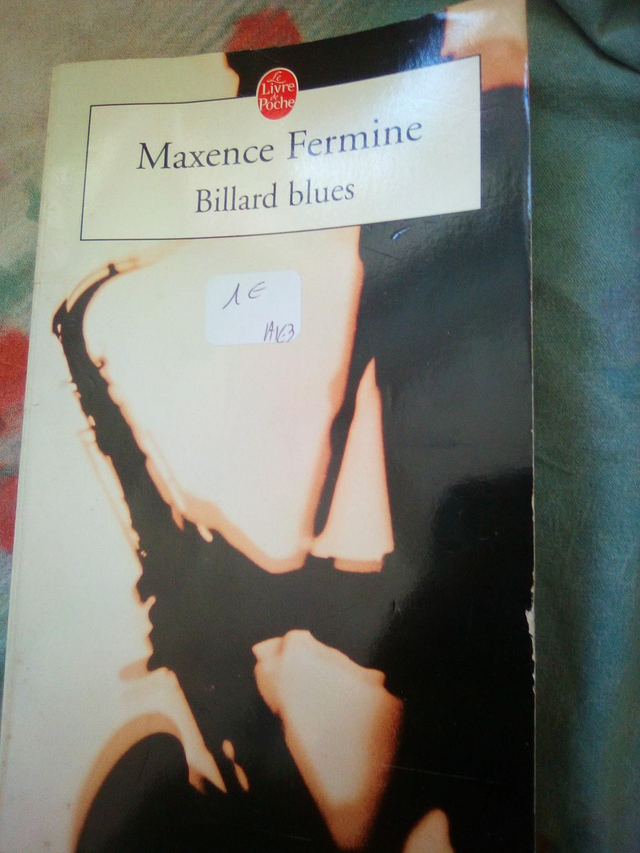 Le
Livre
de
Poche
Maxence Fermine
Billard blues
1 €